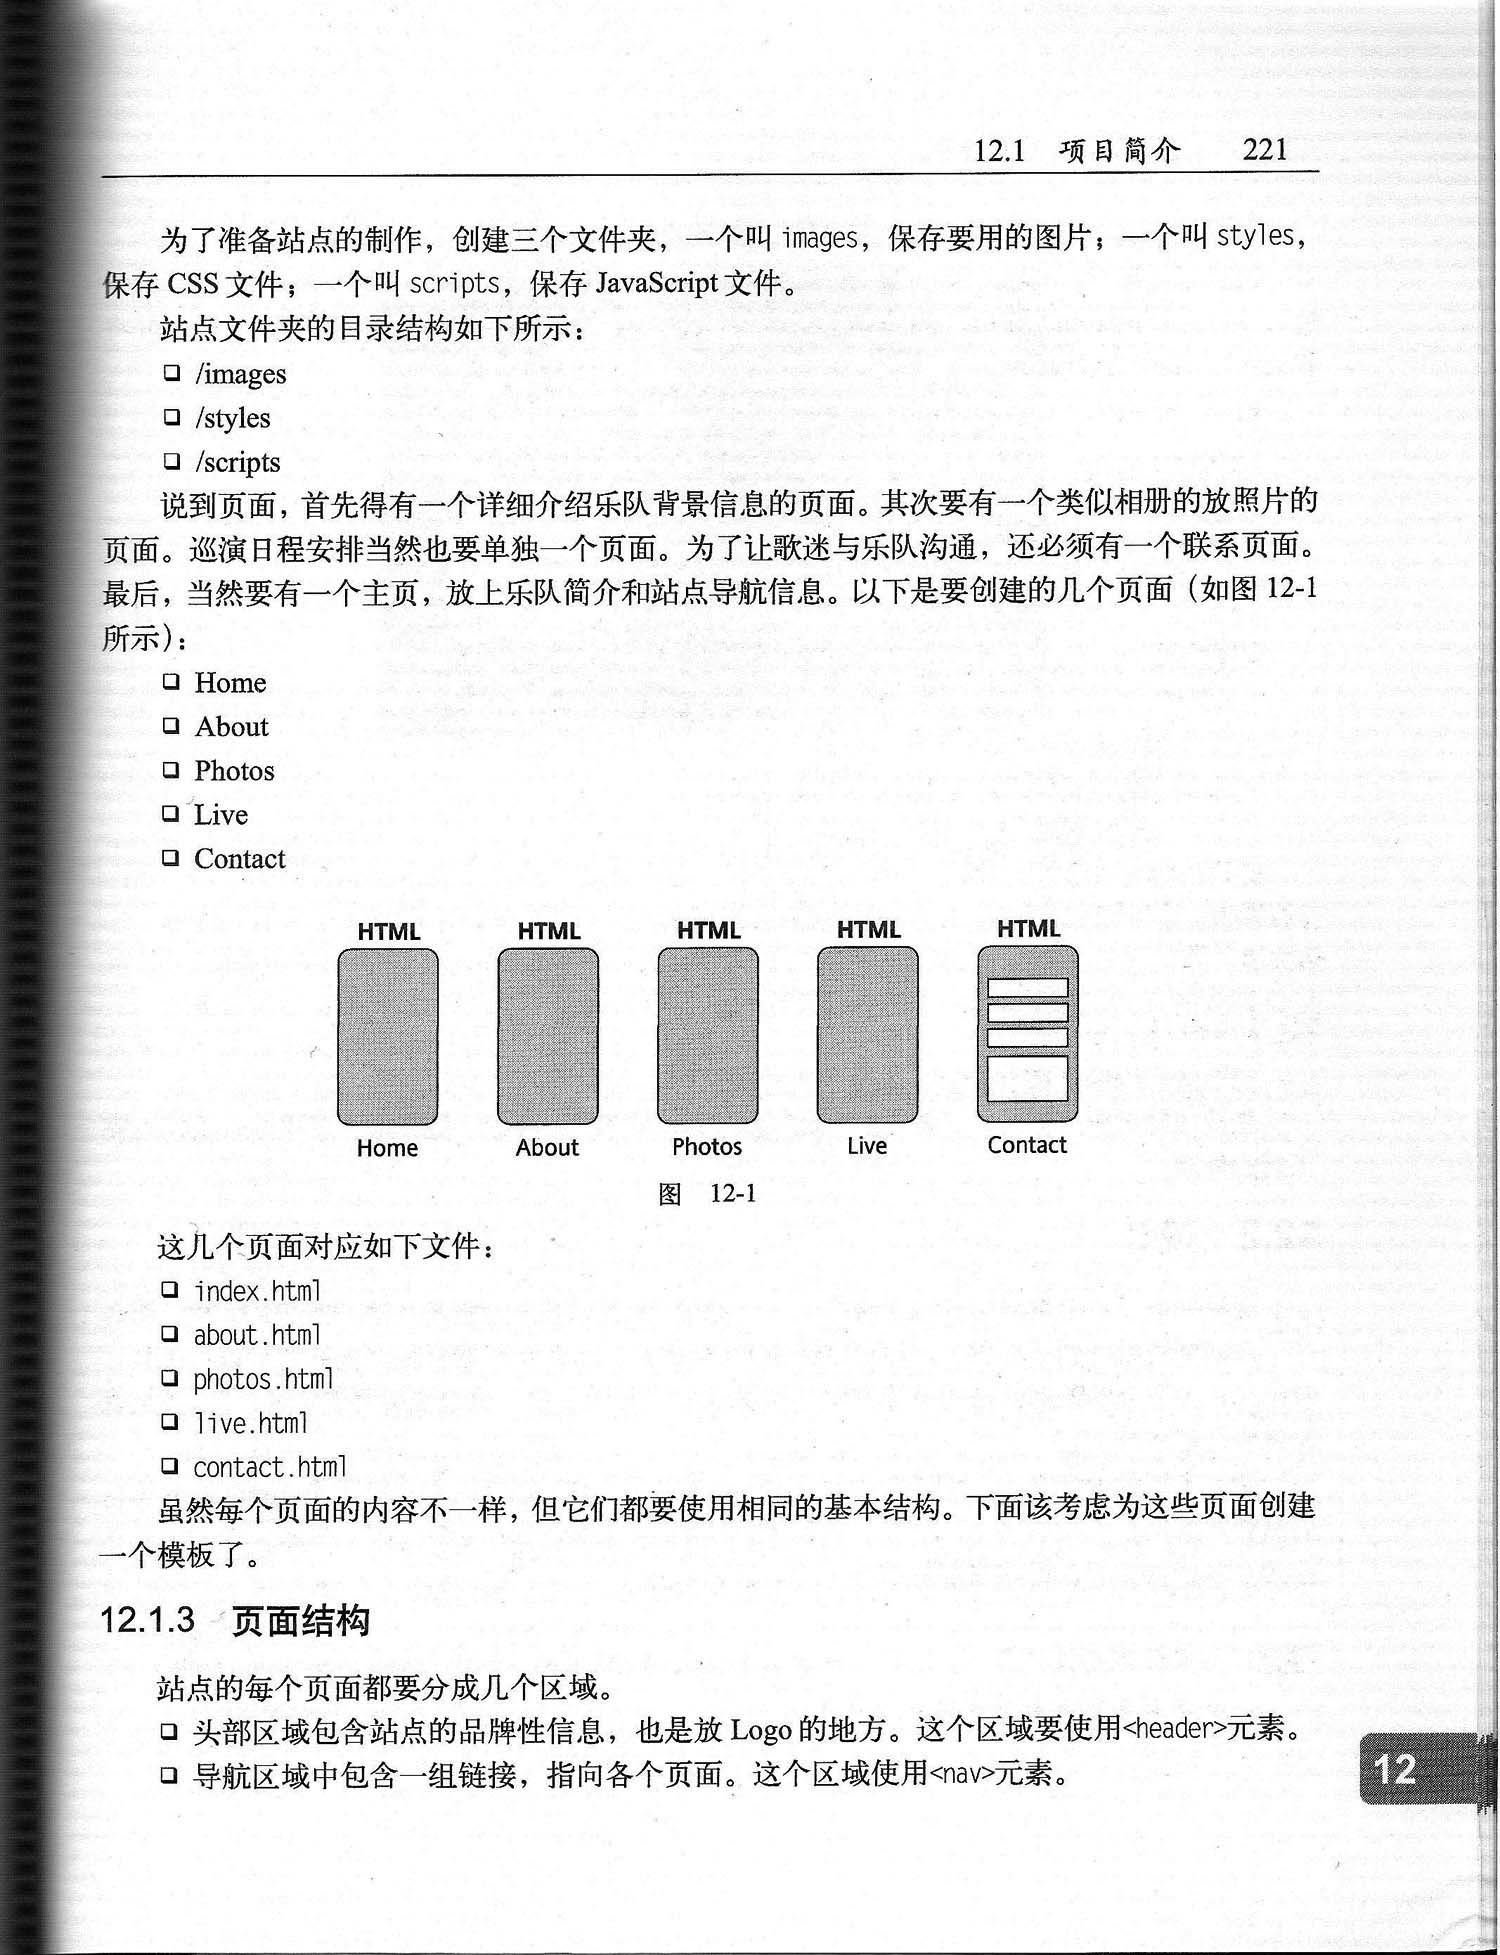 12.1 项目简介 221
为了准备站点的制作，创建三个文件夹，一个叫 images，保存要用的图片；一个叫 styles，
保存 CSS 文件；一个叫 scripts，保存 JavaScript 文件。
站点文件夹的目录结构如下所示：
❏ /images
❏ /styles
❏ /scripts
说到页面，首先得有一个详细介绍乐队背景信息的页面。其次要有一个类似相册的放照片的
页面。巡演日程安排当然也要单独一个页面。为了让歌迷与乐队沟通，还必须有一个联系页面。
最后，当然要有一个主页，放上乐队简介和站点导航信息。以下是要创建的几个页面（如图 12-1
所示）：
❏ Home
❏ About
❏ Photos
❏ Live
❏ Contact
HTML HTML HTML HTML HTML
Home About Photos Live Contact
图 12-1
这几个页面对应如下文件：
❏ index.html
❏ about.html
❏ photos.html
❏ live.html
❏ contact.html
虽然每个页面的内容不一样，但它们都要使用相同的基本结构。下面该考虑为这些页面创建
一个模板了。
12.1.3 页面结构
站点的每个页面都要分成几个区域。
❏ 头部区域包含站点的品牌性信息，也是放 Logo 的地方。这个区域要使用<header>元素。
❏ 导航区域中包含一组链接，指向各个页面。这个区域使用<nav>元素。
12